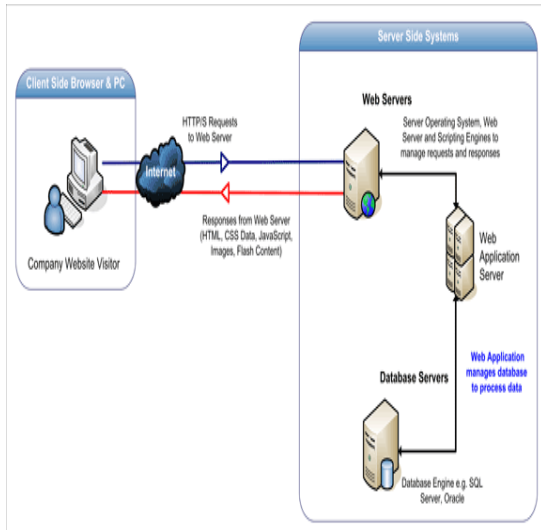 Server Side Systems
Client Side Browser & PC
Web Servers
HTTP/S Requests
to Web Server
Server Operating System, Web
Server and Scripting Engines to
manage requests and responses
Internet
Responses from Web Server
(HTML, CSS Data, JavaScript,
Images, Flash Content)
Company Website Visitor
Web
Application
Server
Web Application
manages database
to process data
Database Servers
Database Engine e.g. SQL
Server, Oracle